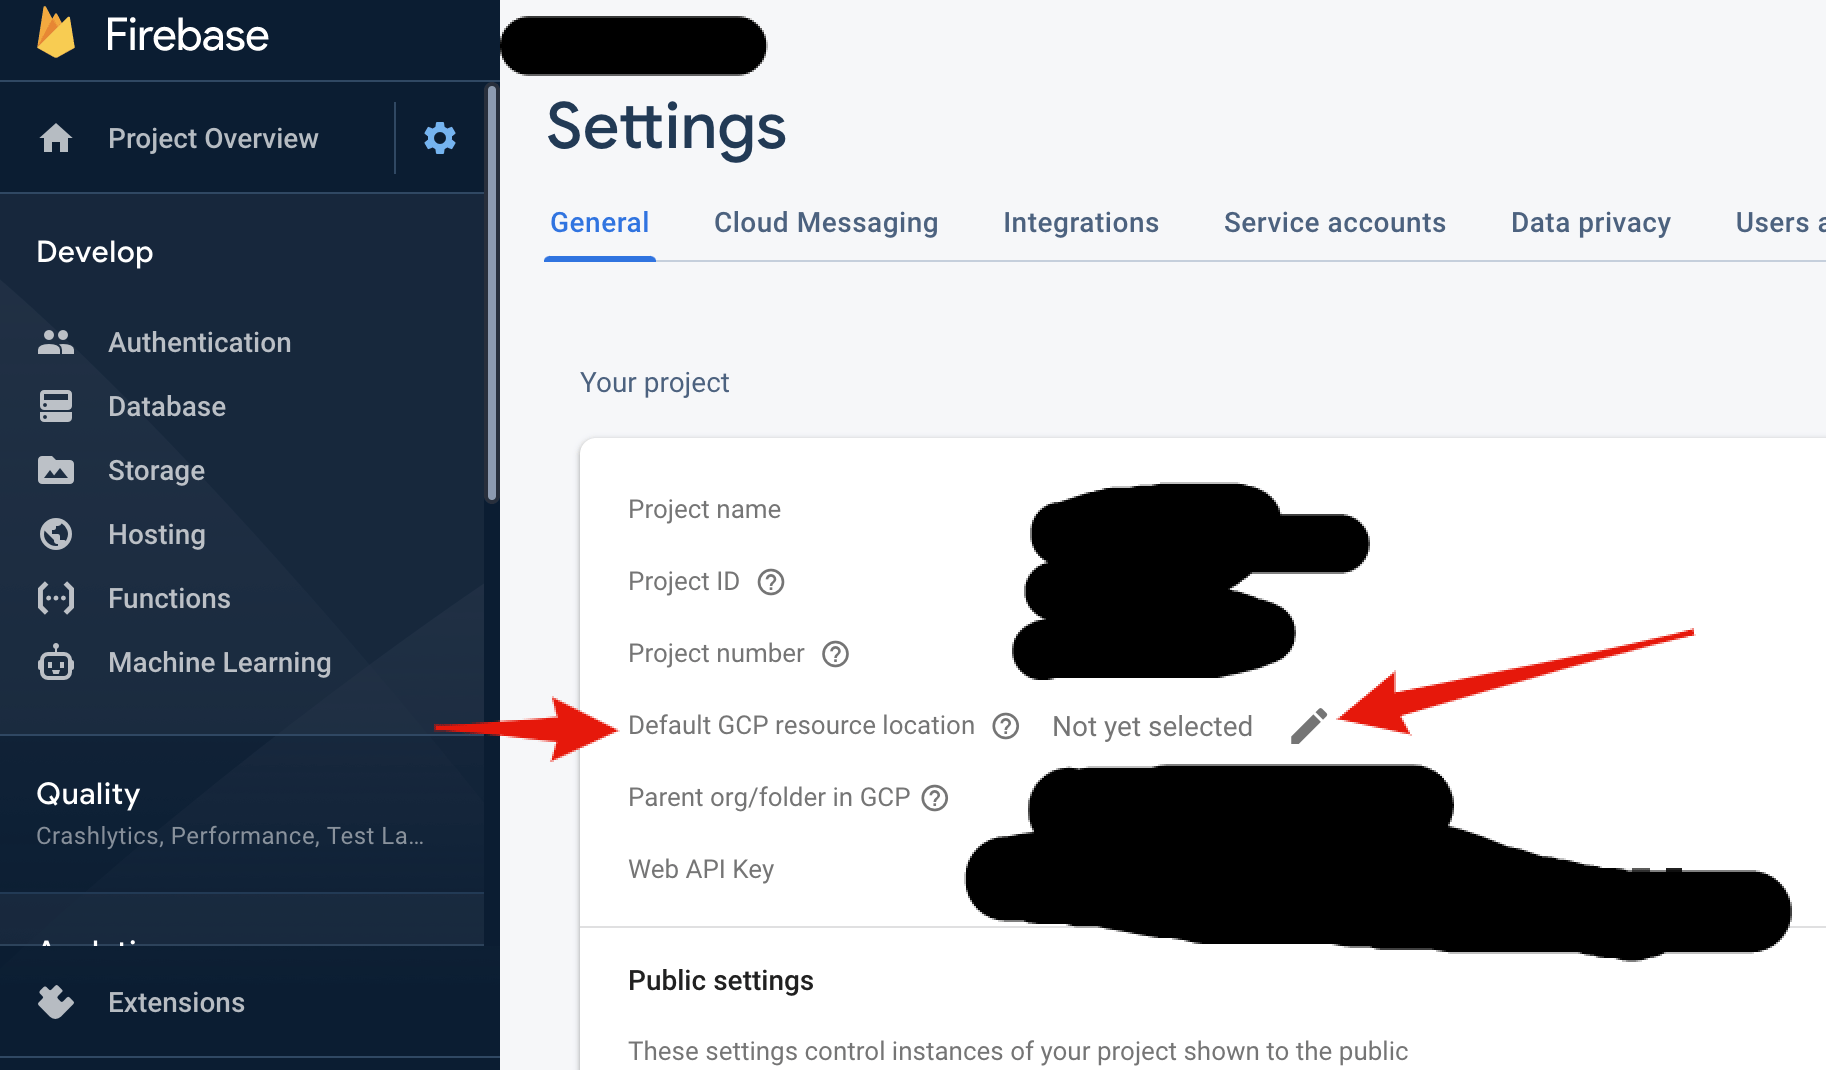 Firebase
Project Overview
Develop
Authentication
Database
Storage
Hosting
Functions
Machine Learning
Quality
Crashlytics, Performance, Test La...
Extensions
Settings
General Cloud Messaging Integrations Service accounts Data privacy Users
Your project
Project name
Project ID
Project number
Default GCP resource location Not yet selected
Parent org/folder in GCP
Web API Key
Public settings
These settings control instances of your project shown to the public